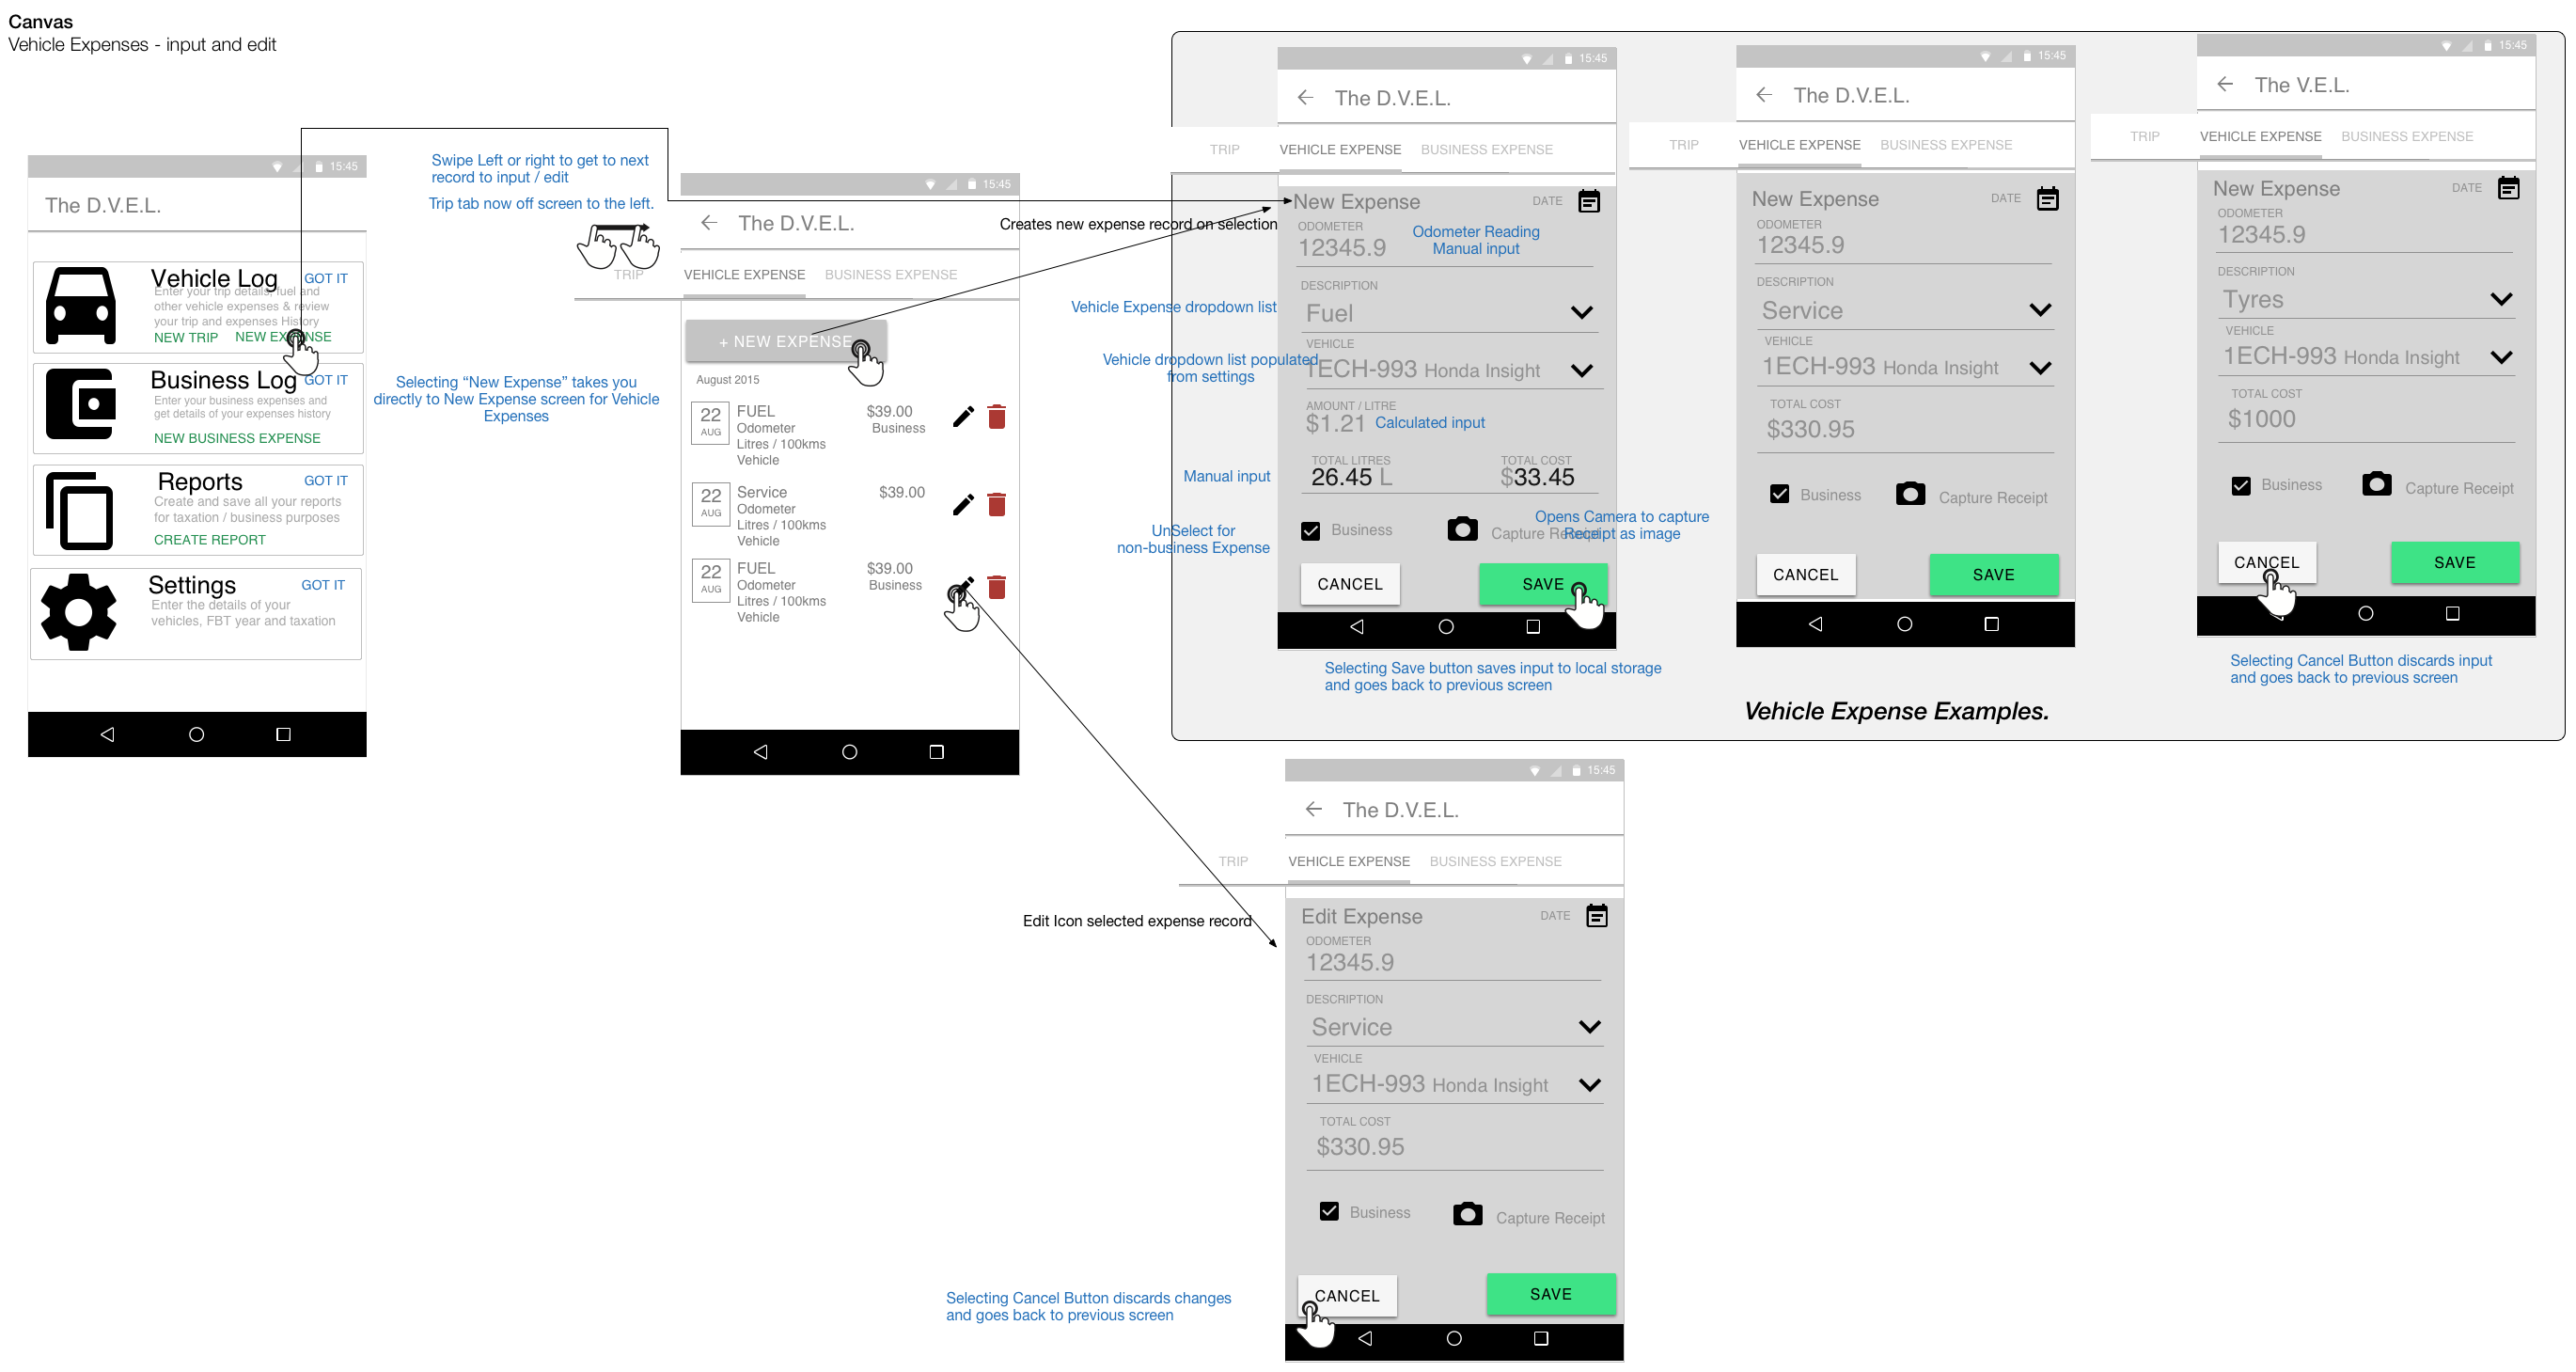 Canvas
Vehicle Expenses - input and edit
15:45
The D.V.E.L.
Vehicle Log
GOT IT
Enter your trip details, fuel and
other vehicle expenses & review
your trip and expenses History
NEW TRIP
NEW EXPENSE
Business Log
GOT IT
Enter your business expenses and
get details of your expenses history
NEW BUSINESS EXPENSE
Reports
GOT IT
Create and save all your reports
for taxation / business purposes
CREATE REPORT
Settings
GOT IT
Enter the details of your
vehicles, FBT year and taxation
Swipe Left or right to get to next
record to input / edit
Trip tab now off screen to the left.
Selecting “New Expense” takes you
directly to New Expense screen for Vehicle
Expenses
15:45
The D.V.E.L.
TRIP
VEHICLE EXPENSE
BUSINESS EXPENSE
+ NEW EXPENSE
August 2015
22
AUG
FUEL
Odometer
Litres / 100kms
Vehicle
$39.00
Business
22
AUG
Service
Odometer
Litres / 100kms
Vehicle
$39.00
22
AUG
FUEL
Odometer
Litres / 100kms
Vehicle
$39.00
Business
Creates new expense record on selection
Vehicle Expense dropdown list
Vehicle dropdown list populated
from settings
Manual input
UnSelect for
non-business Expense
15:45
The D.V.E.L.
TRIP
VEHICLE EXPENSE
BUSINESS EXPENSE
New Expense
DATE
ODOMETER
12345.9
Odometer Reading
Manual input
DESCRIPTION
Fuel
VEHICLE
1ECH-993 Honda Insight
AMOUNT / LITRE
$1.21
Calculated input
TOTAL LITRES
26.45 L
TOTAL COST
$33.45
Business
Capture Receipt
Opens Camera to capture
Receipt as image
CANCEL
SAVE
Selecting Save button saves input to local storage
and goes back to previous screen
15:45
The D.V.E.L.
TRIP
VEHICLE EXPENSE
BUSINESS EXPENSE
New Expense
DATE
ODOMETER
12345.9
DESCRIPTION
Service
VEHICLE
1ECH-993 Honda Insight
TOTAL COST
$330.95
Business
Capture Receipt
CANCEL
SAVE
15:45
The V.E.L.
TRIP
VEHICLE EXPENSE
BUSINESS EXPENSE
New Expense
DATE
ODOMETER
12345.9
DESCRIPTION
Tyres
VEHICLE
1ECH-993 Honda Insight
TOTAL COST
$1000
Business
Capture Receipt
CANCEL
SAVE
Selecting Cancel Button discards input
and goes back to previous screen
Vehicle Expense Examples.
Edit Icon selected expense record
15:45
The D.V.E.L.
TRIP
VEHICLE EXPENSE
BUSINESS EXPENSE
Edit Expense
DATE
ODOMETER
12345.9
DESCRIPTION
Service
VEHICLE
1ECH-993 Honda Insight
TOTAL COST
$330.95
Business
Capture Receipt
CANCEL
SAVE
Selecting Cancel Button discards changes
and goes back to previous screen